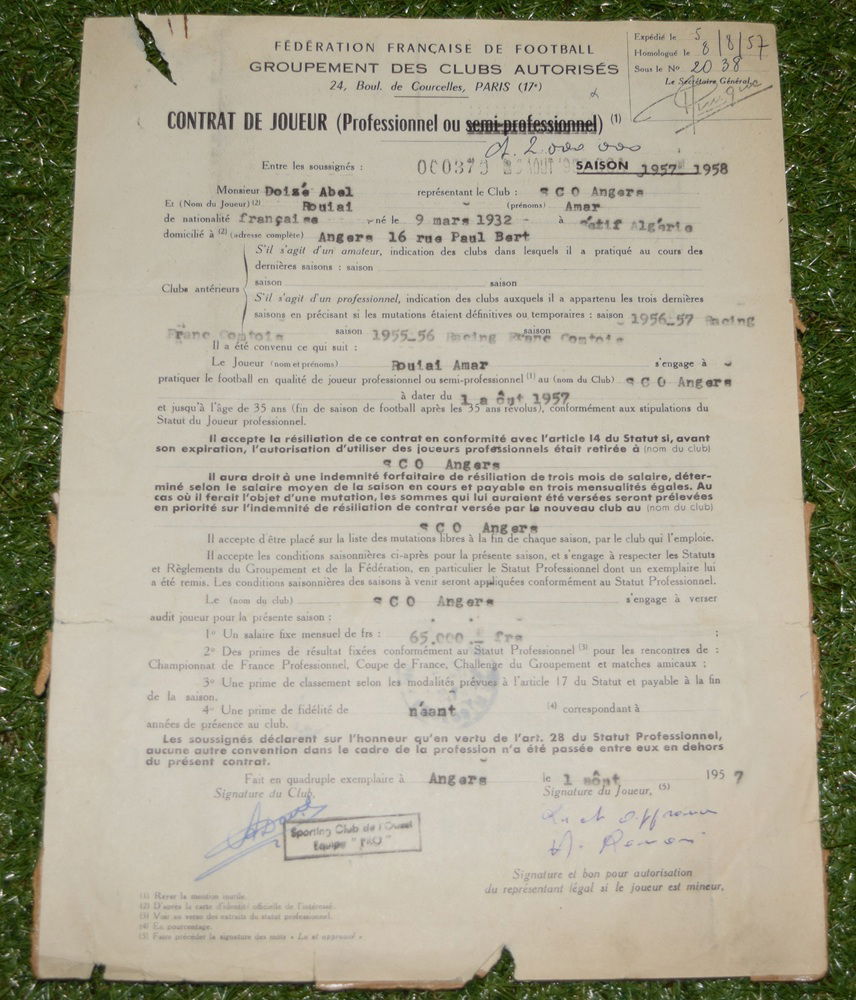 FÉDÉRATION FRANÇAISE DE FOOTBALL
GROUPEMENT DES CLUBS AUTORISÉS
24, Boul. de Courcelles, PARIS (17e)
Expédié le 5
Homologué le 8/8/57
Sous le No 2038
Le Secrétaire Général,
CONTRAT DE JOUEUR (Professionnel ou semi-professionnel) (1)
2.000 000
Entre les soussignés : 000379 AOUT SAISON 1957 1958
Monsieur Doizé Abel représentant le Club : SCO Angers
Et (Nom du Joueur) (2) Rouiai (prénoms) Amar
de nationalité française né le 9 mars 1932 - à Sétif Algérie
domicilié à (2) (adresse complète) Angers 16 rue Paul Bert
Clubs antérieurs
S'il s'agit d'un amateur, indication des clubs dans lesquels il a pratiqué au cours des
dernières saisons : saison
saison saison
S'il s'agit d'un professionnel, indication des clubs auxquels il a appartenu les trois dernières
saisons en précisant si les mutations étaient définitives ou temporaires : saison 1956-57 Racing
Franc Comtois saison 1955-56 Racing Franc Comtois saison
Il a été convenu ce qui suit :
Le Joueur (nom et prénoms) Rouiai Amar s'engage à
pratiquer le football en qualité de joueur professionnel ou semi-professionnel (1) au (nom du Club) SCO Angers
à dater du 1 août 1957
et jusqu'à l'âge de 35 ans (fin de saison de football après les 35 ans révolus), conformément aux stipulations du
Statut du Joueur professionnel.
Il accepte la résiliation de ce contrat en conformité avec l'article 14 du Statut si, avant
son expiration, l'autorisation d'utiliser des joueurs professionnels était retirée à (nom du club)
SCO Angers
Il aura droit à une indemnité forfaitaire de résiliation de trois mois de salaire, déter-
miné selon le salaire moyen de la saison en cours et payable en trois mensualités égales. Au
cas où il ferait l'objet d'une mutation, les sommes qui lui auraient été versées seront prélevées
en priorité sur l'indemnité de résiliation de contrat versée par le nouveau club au (nom du club)
SCO Angers
Il accepte d'être placé sur la liste des mutations libres à la fin de chaque saison, par le club qui l'emploie.
Il accepte les conditions saisonnières ci-après pour la présente saison, et s'engage à respecter les Statuts
et Règlements du Groupement et de la Fédération, en particulier le Statut Professionnel dont un exemplaire lui
a été remis. Les conditions saisonnières des saisons à venir seront appliquées conformément au Statut Professionnel.
Le (nom du club) SCO Angers s'engage à verser
audit joueur pour la présente saison :
1° Un salaire fixe mensuel de frs : 65.000 - frs :
2° Des primes de résultat fixées conformément au Statut Professionnel (3) pour les rencontres de :
Championnat de France Professionnel, Coupe de France, Challenge du Groupement et matches amicaux ;
3° Une prime de classement selon les modalités prévues à l'article 17 du Statut et payable à la fin
de la saison.
4° Une prime de fidélité de néant (4) correspondant à
années de présence au club.
Les soussignés déclarent sur l'honneur qu'en vertu de l'art. 28 du Statut Professionnel,
aucune autre convention dans le cadre de la profession n'a été passée entre eux en dehors
du présent contrat.
Fait en quadruple exemplaire à Angers le 1 août 1957
Signature du Club, Signature du Joueur, (5)
Sporting Club de l'Ouest
Equipe "PRO"
Lu et approuvé
Signature et bon pour autorisation
du représentant légal si le joueur est mineur,
(1) Rayer la mention inutile.
(2) D'après la carte d'identité officielle de l'intéressé.
(3) Voir au verso des extraits du statut professionnel.
(4) En pourcentage.
(5) Faire précéder la signature des mots « Lu et approuvé »